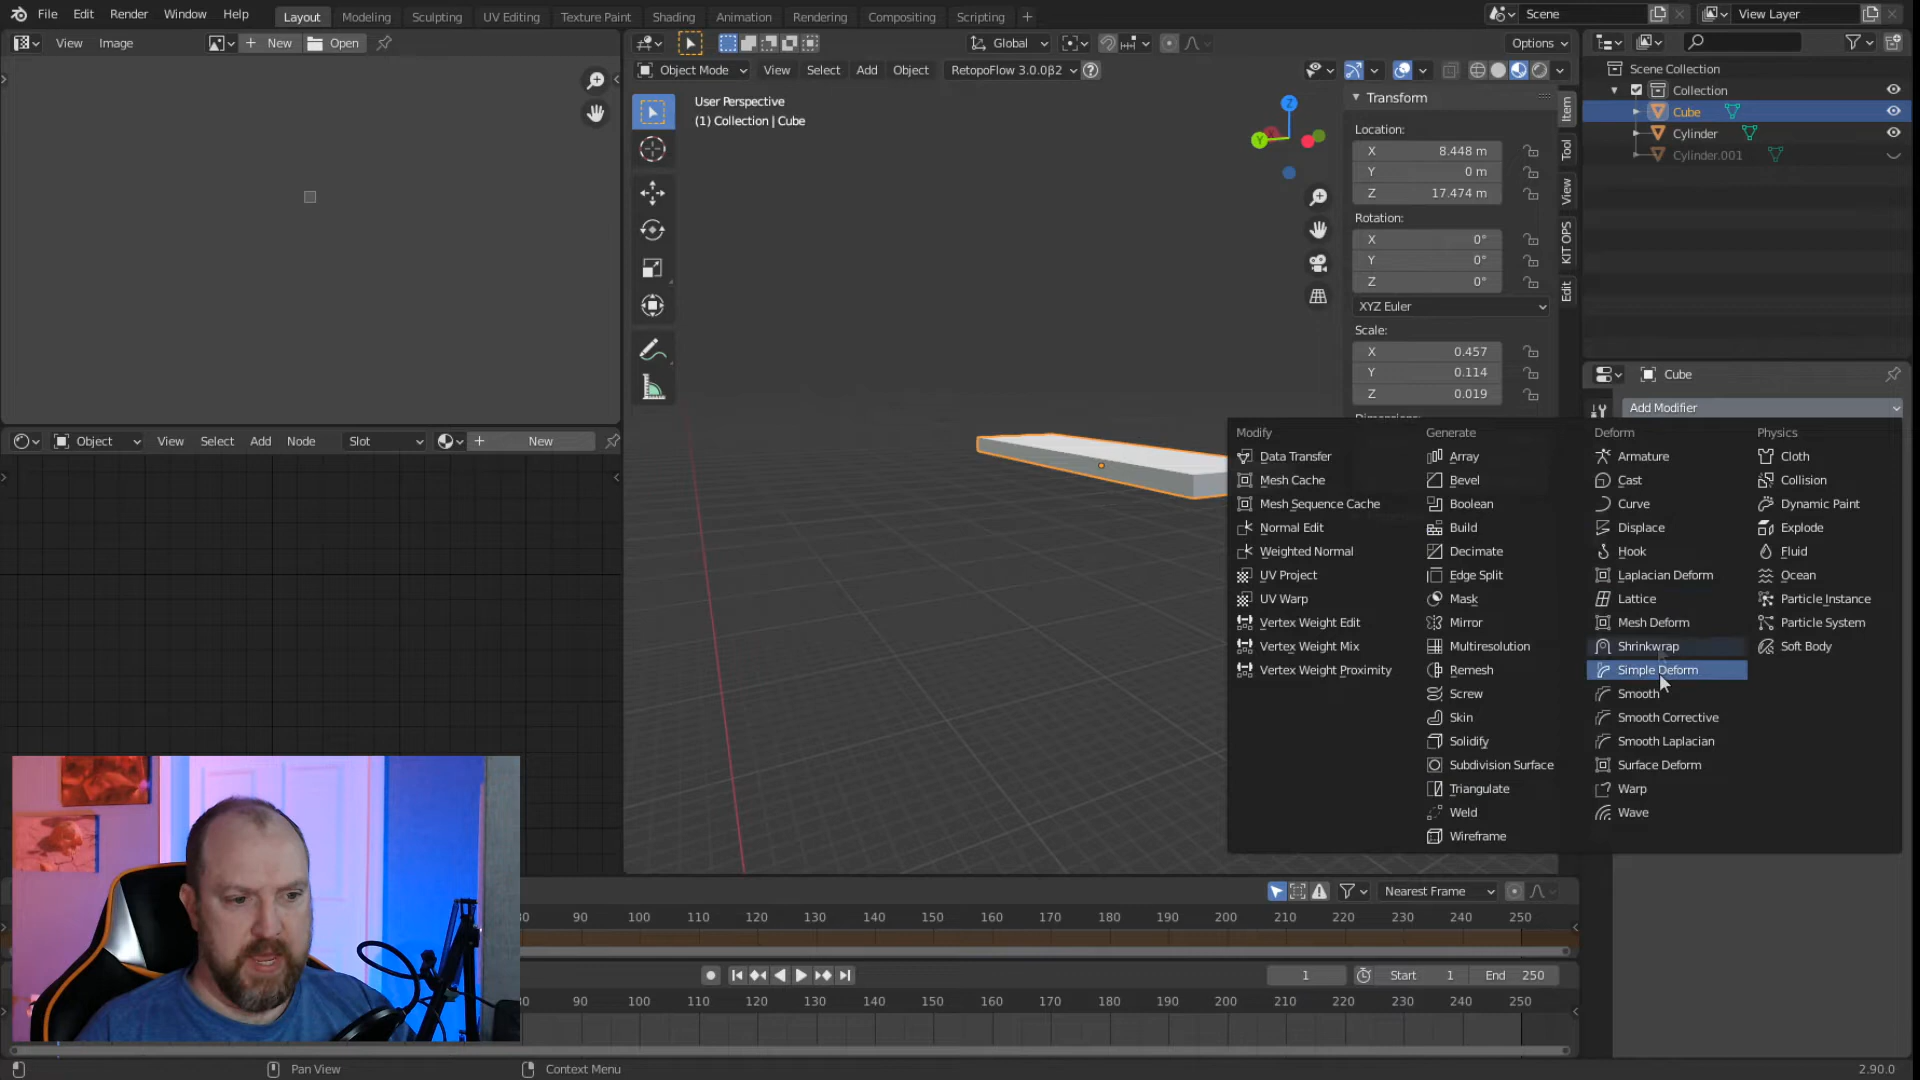 File Edit Render Window Help Layout Modeling Sculpting UV Editing Texture Paint Shading Animation Rendering Compositing Scripting + Scene View Layer
View Image New Open Global Options
Object Mode View Select Add Object RetopoFlow 3.0.0β2
User Perspective
(1) Collection | Cube
Z
Y
Transform
Location:
X 8.448 m
Y 0 m
Z 17.474 m
Rotation:
X 0°
Y 0°
Z 0°
XYZ Euler
Scale:
X 0.457
Y 0.114
Z 0.019
Item
Tool
View
KIT OPS
Edit
Scene Collection
Collection
Cube
Cylinder
Cylinder.001
Cube
Add Modifier
Object View Select Add Node Slot New
Modify
Data Transfer
Mesh Cache
Mesh Sequence Cache
Normal Edit
Weighted Normal
UV Project
UV Warp
Vertex Weight Edit
Vertex Weight Mix
Vertex Weight Proximity
Generate
Array
Bevel
Boolean
Build
Decimate
Edge Split
Mask
Mirror
Multiresolution
Remesh
Screw
Skin
Solidify
Subdivision Surface
Triangulate
Weld
Wireframe
Deform
Armature
Cast
Curve
Displace
Hook
Laplacian Deform
Lattice
Mesh Deform
Shrinkwrap
Simple Deform
Smooth
Smooth Corrective
Smooth Laplacian
Surface Deform
Warp
Wave
Physics
Cloth
Collision
Dynamic Paint
Explode
Fluid
Ocean
Particle Instance
Particle System
Soft Body
Nearest Frame
80 90 100 110 120 130 140 150 160 170 180 190 200 210 220 230 240 250
1 Start 1 End 250
80 90 100 110 120 130 140 150 160 170 180 190 200 210 220 230 240 250
Pan View Context Menu 2.90.0